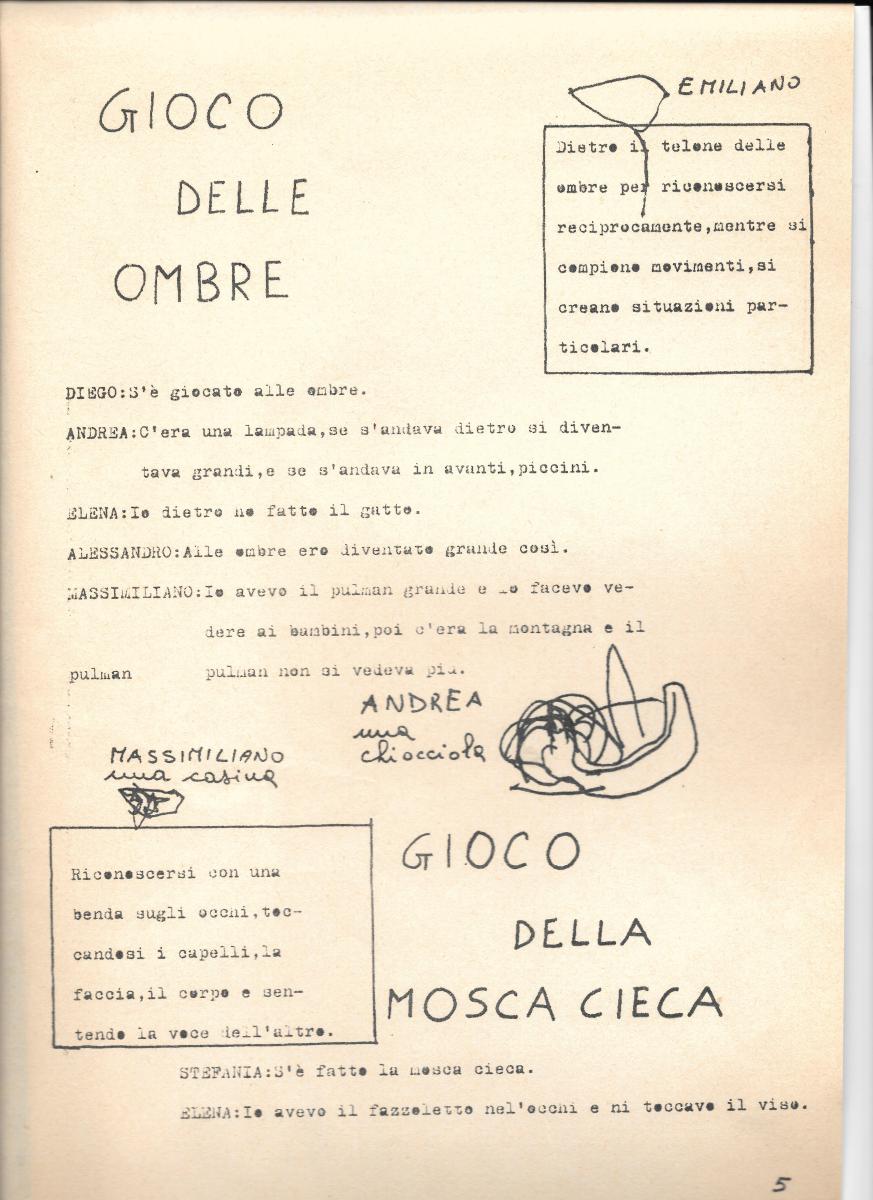 GIOCO
DELLE
OMBRE
EMILIANO
Dietro il telone delle
ombre per riconoscersi
reciprocamente,mentre si
compiono movimenti,si
creano situazioni par-
ticolari.
DIEGO:S'è giocato alle ombre.
ANDREA:C'era una lampada,se s'andava dietro si diven-
tava grandi,e se s'andava in avanti,piccini.
ELENA:Io dietro ho fatto il gatto.
ALESSANDRO:Alle ombre ero diventato grande così.
MASSIMILIANO:Io avevo il pulman grande e lo facevo ve-
dere ai bambini,poi c'era la montagna e il
pulman pulman non si vedeva più.
ANDREA
una
chiocciola
MASSIMILIANO
una casina
Riconoscersi con una
benda sugli occhi,toc-
candosi i capelli,la
faccia,il corpo e sen-
tendo la voce dell'altro.
GIOCO
DELLA
MOSCA CIECA
STEFANIA:S'è fatto la mosca cieca.
ELENA:Io avevo il fazzoletto nel'occhi e ni toccavo il viso.
5